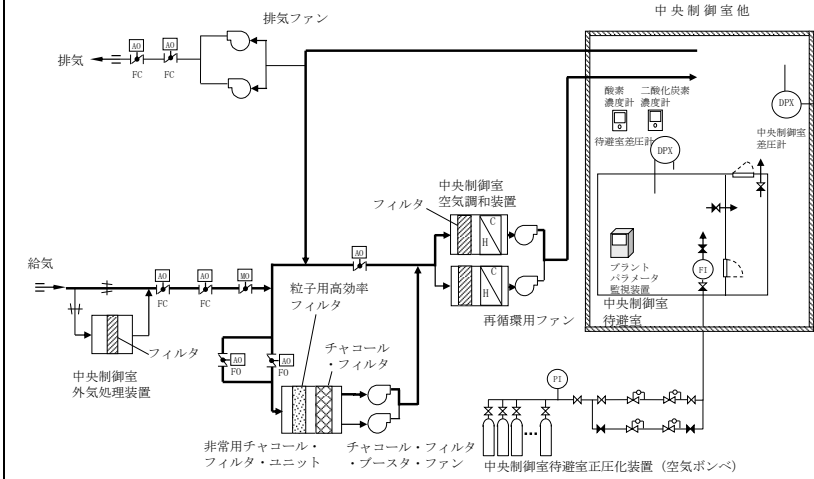 中央制御室他
排気ファン
AO
AO
排気
FC
FC
酸素
濃度計
二酸化炭素
濃度計
DPX
待避室差圧計
中央制御室
差圧計
DPX
中央制御室
空気調和装置
フィルタ
C
H
C
H
再循環用ファン
プラント
パラメータ
監視装置
FI
中央制御室
待避室
給気
AO
AO
MO
AO
FC
FC
粒子用高効率
フィルタ
フィルタ
中央制御室
外気処理装置
AO
FO
AO
FO
チャコール
・フィルタ
非常用チャコール・
フィルタ・ユニット
チャコール・フィルタ
・ブースタ・ファン
PI
中央制御室待避室正圧化装置（空気ボンベ）